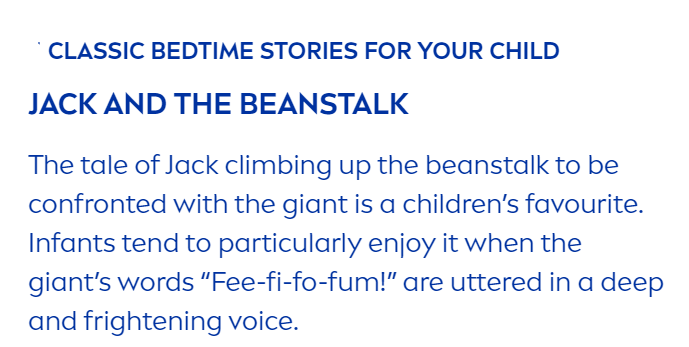 CLASSIC BEDTIME STORIES FOR YOUR CHILD
JACK AND THE BEANSTALK
The tale of Jack climbing up the beanstalk to be
confronted with the giant is a children’s favourite.
Infants tend to particularly enjoy it when the
giant’s words “Fee-fi-fo-fum!” are uttered in a deep
and frightening voice.